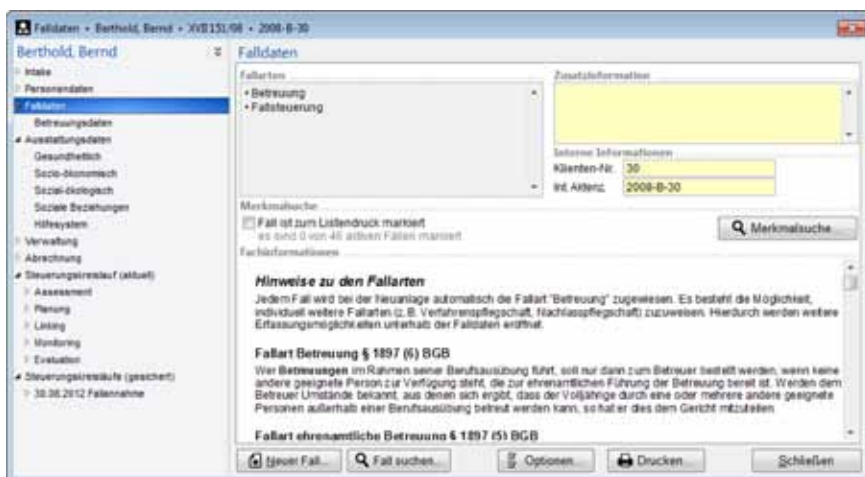 Falldaten • Berthold, Bernd • XVII 151/08 • 2008-B-30
Berthold, Bernd
Intake
Personendaten
Falldaten
Betreuungsdaten
Ausstattungsdaten
Gesundheitlich
Sozio-ökonomisch
Sozial-ökologisch
Soziale Beziehungen
Hilfesystem
Verwaltung
Abrechnung
Steuerungskreislauf (aktuell)
Assessment
Planung
Linking
Monitoring
Evaluation
Steuerungskreisläufe (gesichert)
30.08.2012 Fallannahme
Falldaten
Fallarten
• Betreuung
• Fallsteuerung
Zusatzinformation
Interne Informationen
Klienten-Nr. 30
Int. Aktenz. 2008-B-30
Merkmalsuche
Fall ist zum Listendruck markiert
es sind 0 von 46 aktiven Fällen markiert
Merkmalsuche...
Fachinformationen
Hinweise zu den Fallarten
Jedem Fall wird bei der Neuanlage automatisch die Fallart "Betreuung" zugewiesen. Es besteht die Möglichkeit,
individuell weitere Fallarten (z. B. Verfahrenspflegschaft, Nachlasspflegschaft) zuzuweisen. Hierdurch werden weitere
Erfassungsmöglichkeiten unterhalb der Falldaten eröffnet.
Fallart Betreuung § 1897 (6) BGB
Wer Betreuungen im Rahmen seiner Berufsausübung führt, soll nur dann zum Betreuer bestellt werden, wenn keine
andere geeignete Person zur Verfügung steht, die zur ehrenamtlichen Führung der Betreuung bereit ist. Werden dem
Betreuer Umstände bekannt, aus denen sich ergibt, dass der Volljährige durch eine oder mehrere andere geeignete
Personen außerhalb einer Berufsausübung betreut werden kann, so hat er dies dem Gericht mitzuteilen.
Fallart ehrenamtliche Betreuung § 1897 (5) BGB
Neuer Fall...
Fall suchen...
Optionen...
Drucken...
Schließen